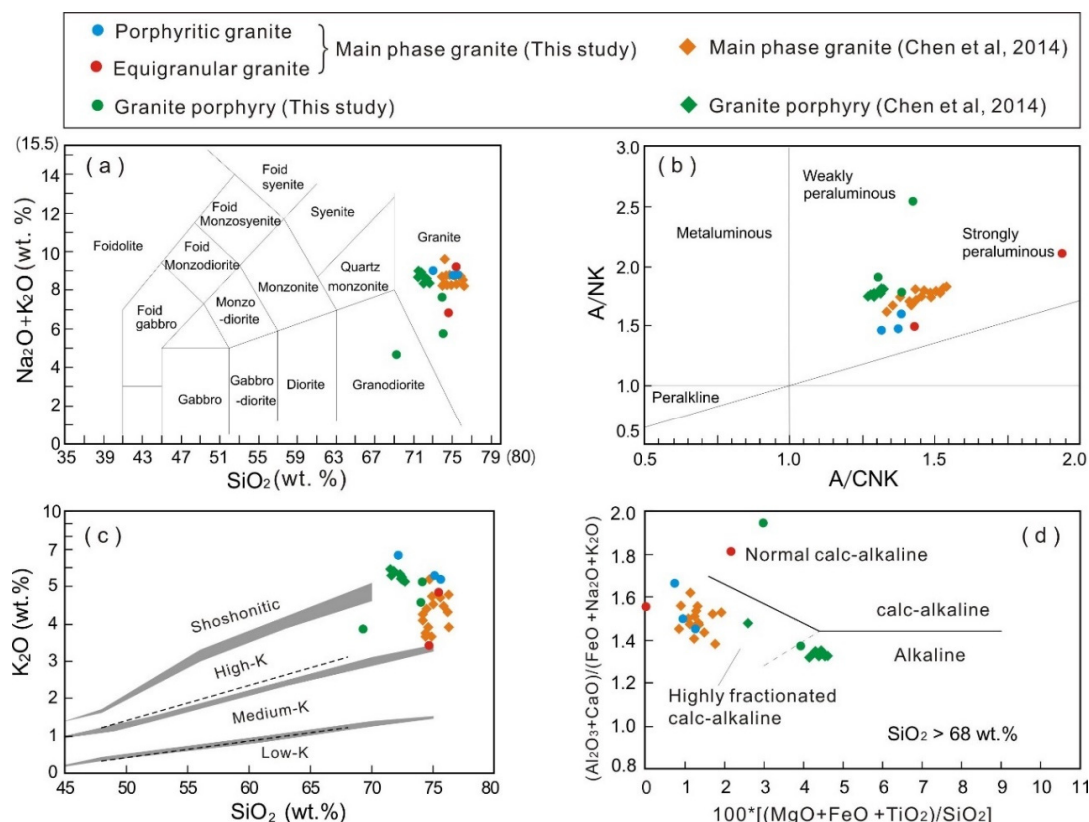 Porphyritic granite
Equigranular granite
Main phase granite (This study)
Granite porphyry (This study)
Main phase granite (Chen et al, 2014)
Granite porphyry (Chen et al, 2014)
(a)
Na₂O+K₂O (wt. %)
(15.5)
14
12
10
8
6
4
2
0
Foid syenite
Foid Monzosyenite
Syenite
Granite
Foidolite
Foid Monzodiorite
Quartz monzonite
Monzonite
Monzo -diorite
Foid gabbro
Gabbro
Gabbro -diorite
Diorite
Granodiorite
35 43 49 51 59 63 67 71 75 79 (80)
SiO₂ (wt. %)
(b)
A/NK
3.0
2.5
2.0
1.5
1.0
0.5
Weakly peraluminous
Metaluminous
Strongly peraluminous
Peralkline
0.5 1.0 1.5 2.0
A/CNK
(c)
K₂O (wt.%)
10
7
5
4
3
2
1
0
Shoshonitic
High-K
Medium-K
Low-K
45 50 55 60 65 70 75 80
SiO₂ (wt.%)
(d)
(Al₂O₃+CaO)/(FeO +Na₂O+K₂O)
2.0
1.8
1.6
1.4
1.2
1.0
0.8
Normal calc-alkaline
calc-alkaline
Alkaline
Highly fractionated
calc-alkaline
SiO₂ > 68 wt.%
0 1 2 3 4 5 6 7 8 9 10 11
100*[(MgO+FeO +TiO₂)/SiO₂]